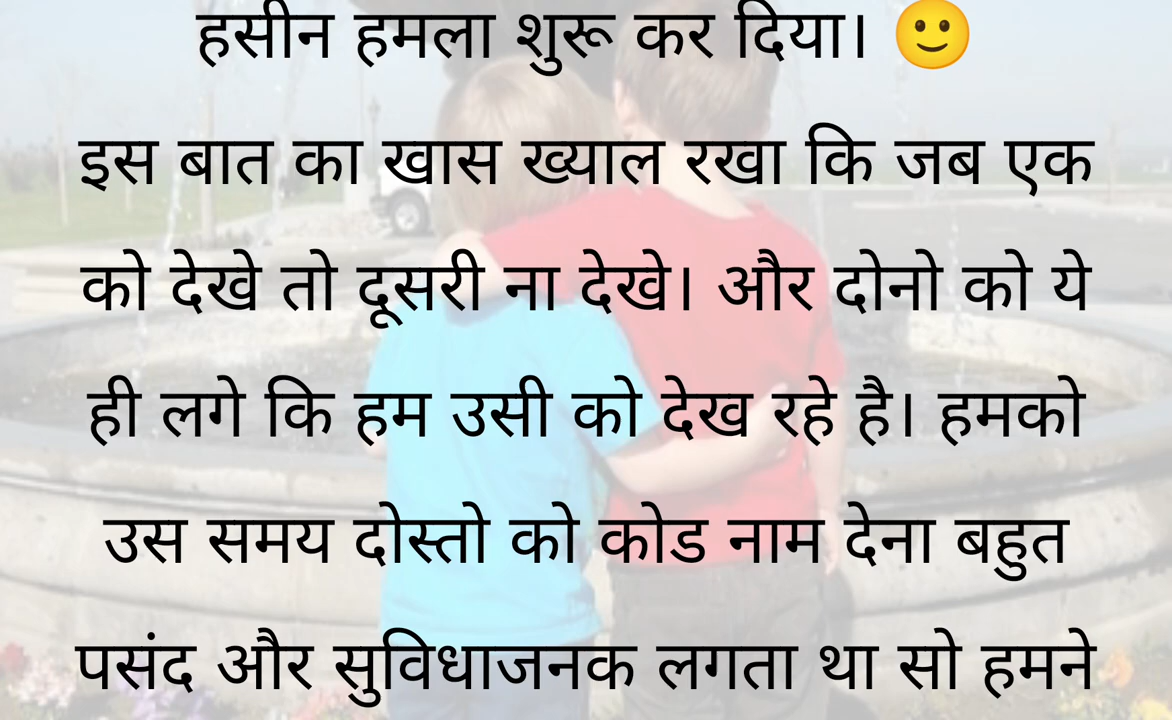 हसीन हमला शुरू कर दिया। 🙂
इस बात का खास ख्याल रखा कि जब एक
को देखे तो दूसरी ना देखे। और दोनो को ये
ही लगे कि हम उसी को देख रहे है। हमको
उस समय दोस्तो को कोड नाम देना बहुत
पसंद और सुविधाजनक लगता था सो हमने